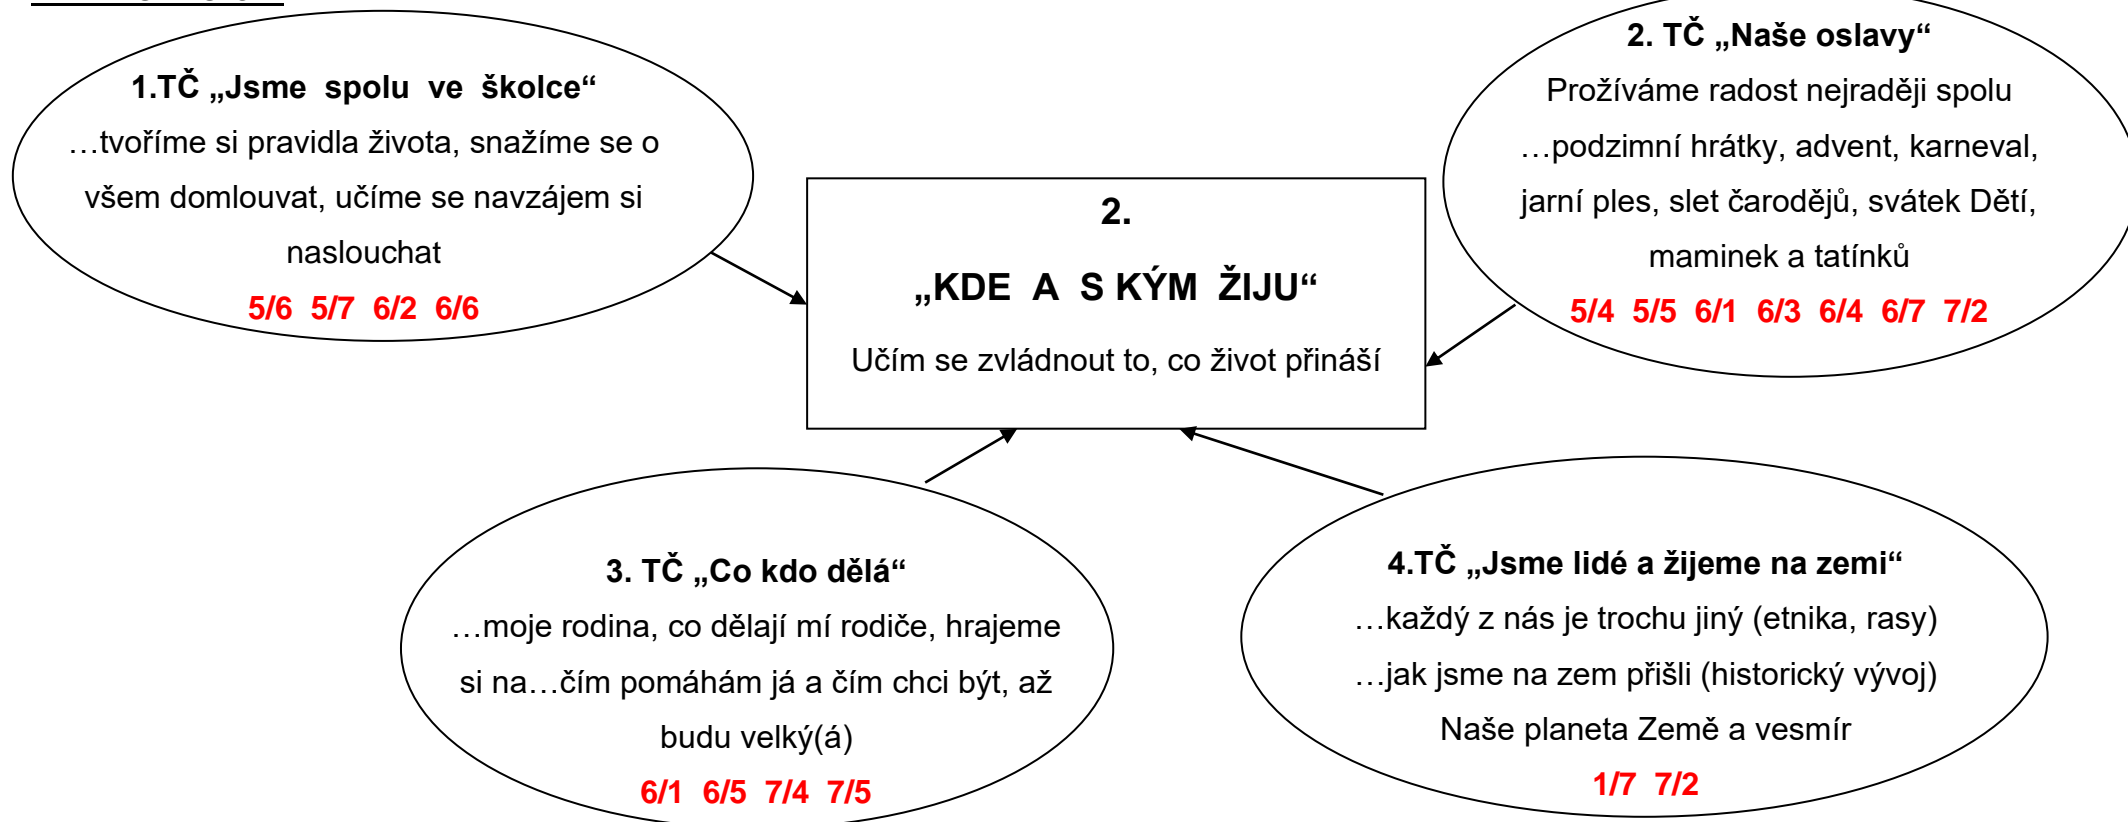 1.TČ „Jsme spolu ve školce“
…tvoříme si pravidla života, snažíme se o
všem domlouvat, učíme se navzájem si
naslouchat
5/6 5/7 6/2 6/6
2. TČ „Naše oslavy“
Prožíváme radost nejraději spolu
…podzimní hrátky, advent, karneval,
jarní ples, slet čarodějů, svátek Dětí,
maminek a tatínků
5/4 5/5 6/1 6/3 6/4 6/7 7/2
2.
„KDE A S KÝM ŽIJU“
Učím se zvládnout to, co život přináší
3. TČ „Co kdo dělá“
…moje rodina, co dělají mí rodiče, hrajeme
si na…čím pomáhám já a čím chci být, až
budu velký(á)
6/1 6/5 7/4 7/5
4.TČ „Jsme lidé a žijeme na zemi“
…každý z nás je trochu jiný (etnika, rasy)
…jak jsme na zem přišli (historický vývoj)
Naše planeta Země a vesmír
1/7 7/2